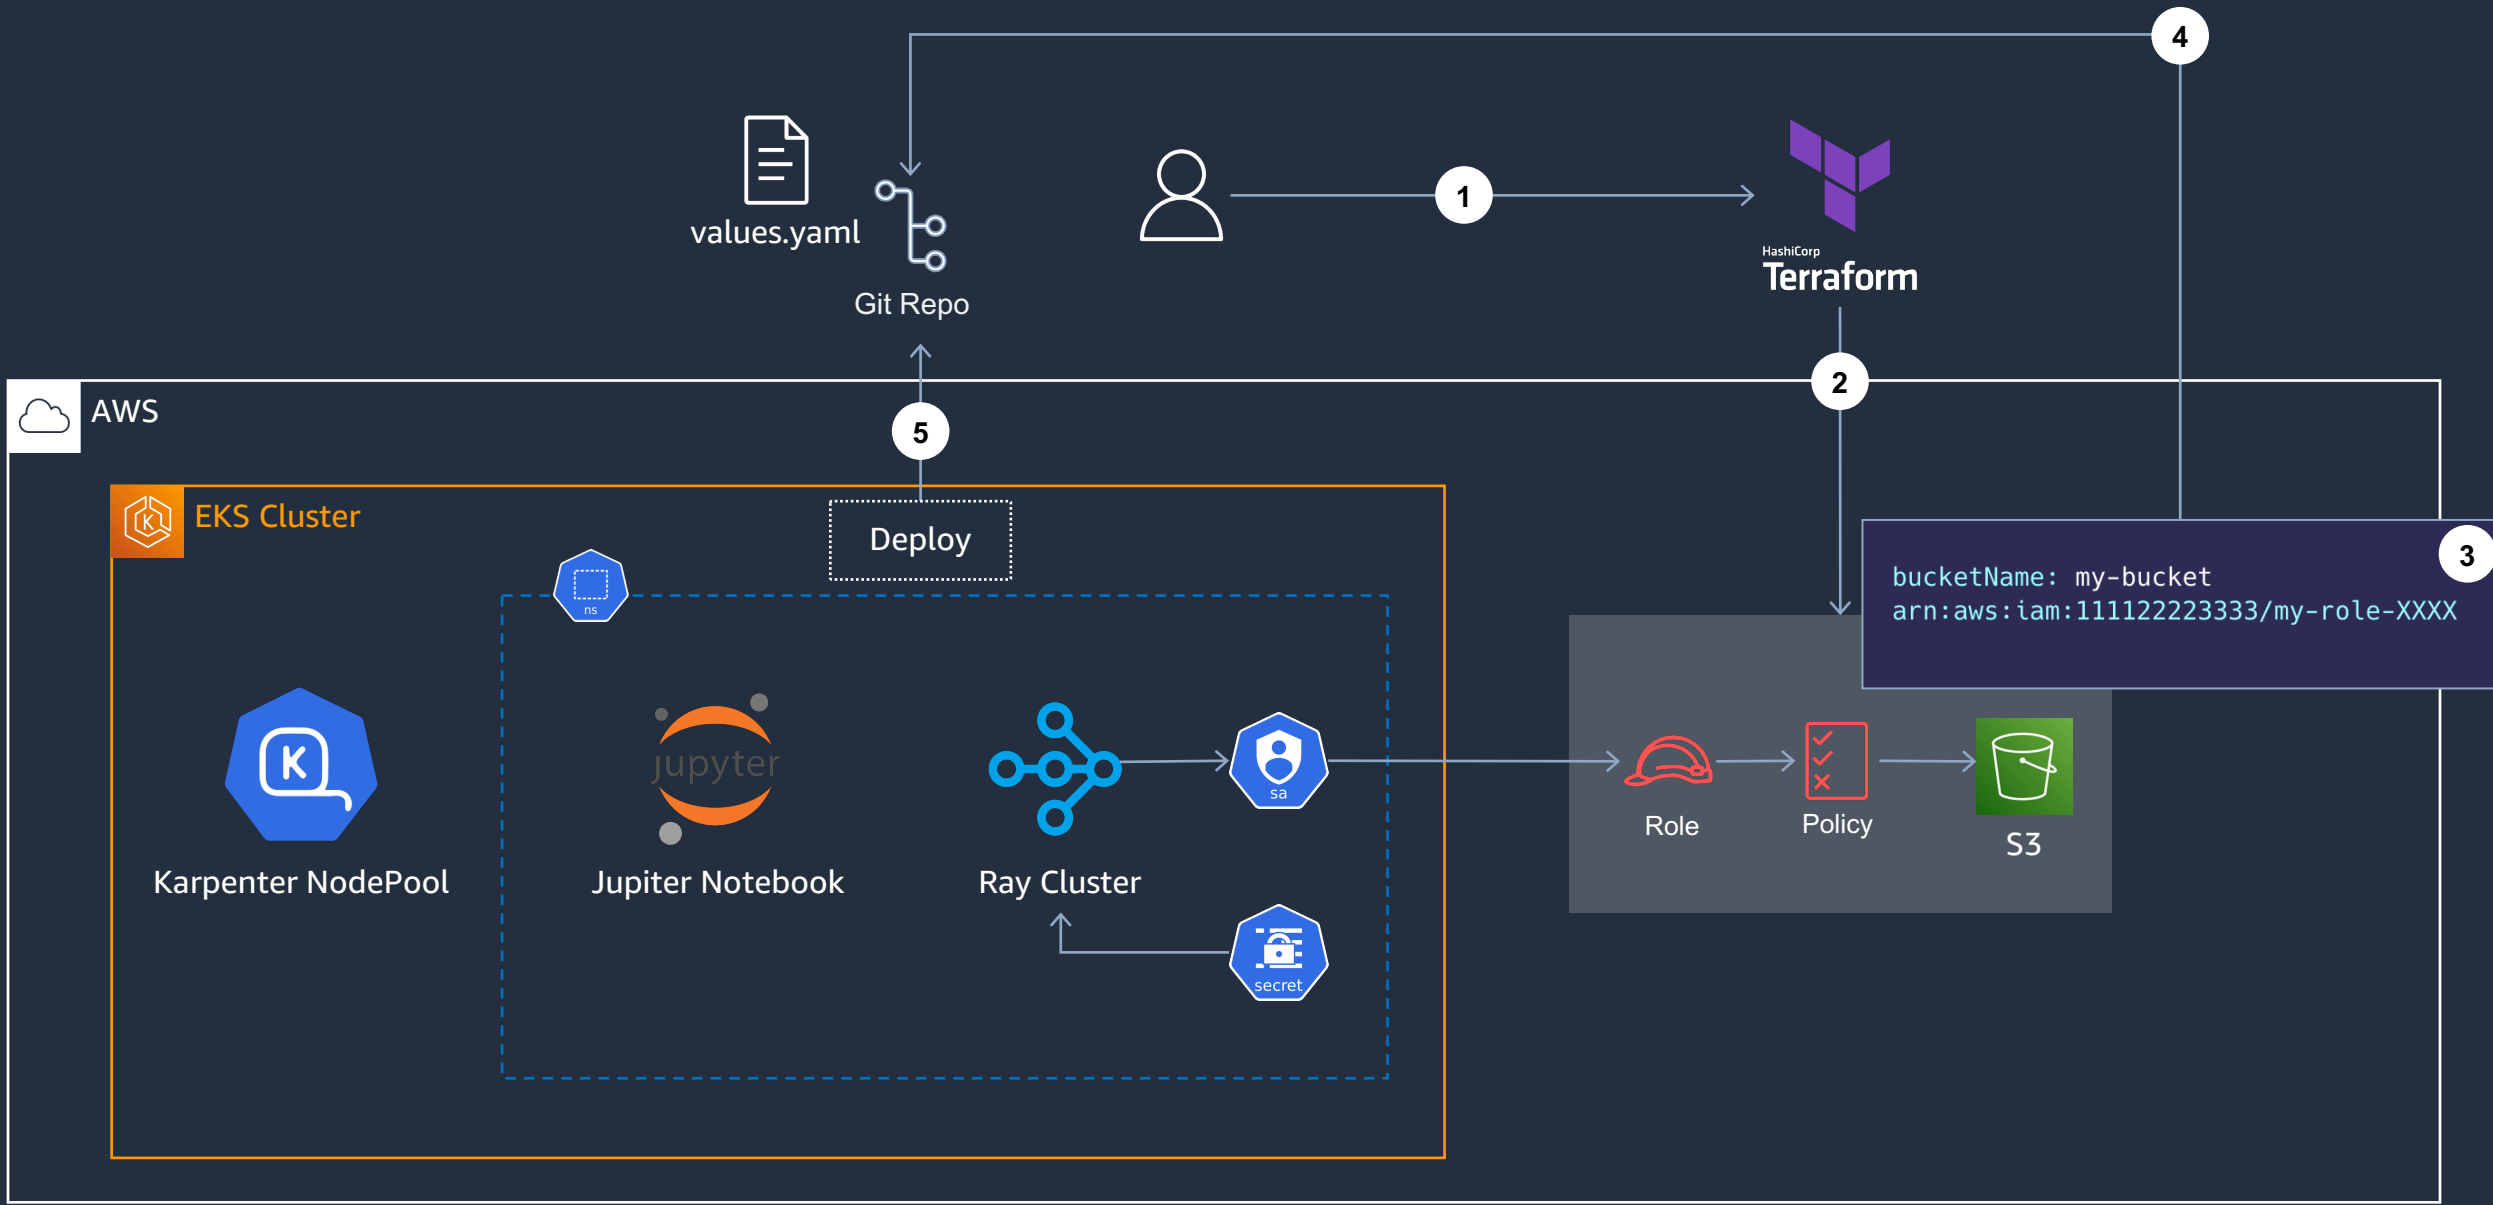 4
values.yaml
Git Repo
1
HashiCorp
Terraform
2
AWS
5
EKS Cluster
Deploy
ns
3
bucketName: my-bucket
arn:aws:iam:111122223333/my-role-XXXX
K
K
jupyter
sa
Karpenter NodePool
Jupiter Notebook
Ray Cluster
Role
Policy
S3
secret